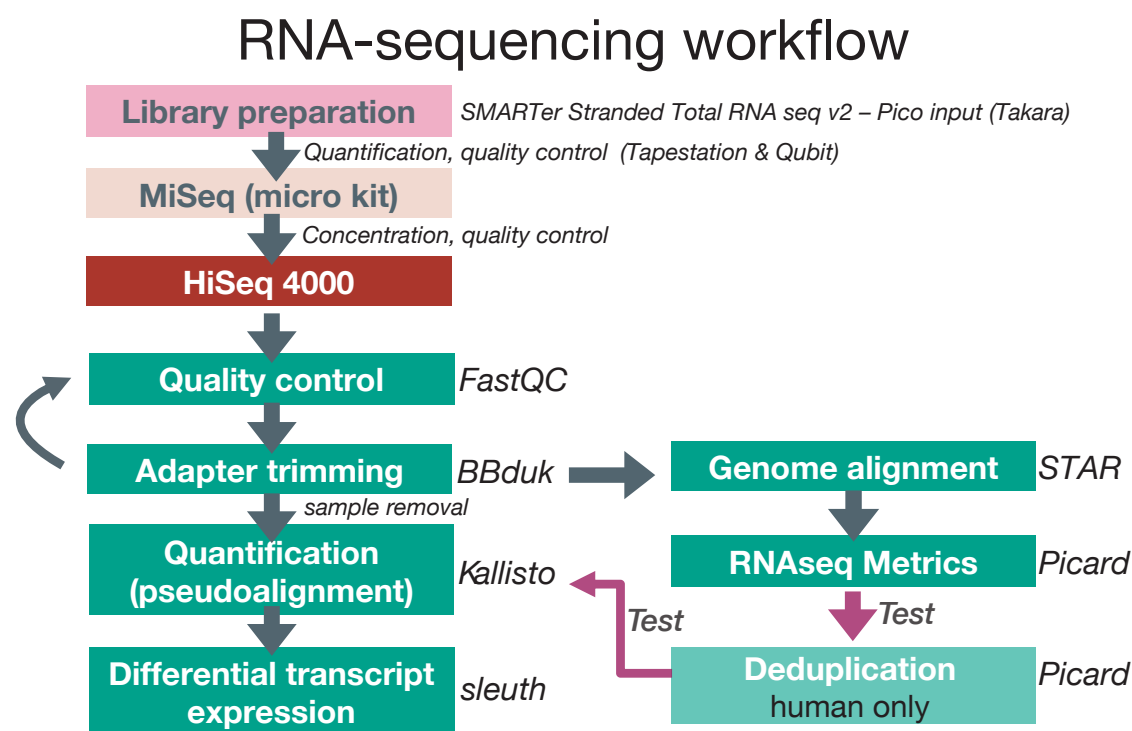 RNA-sequencing workflow
Library preparation
SMARTer Stranded Total RNA seq v2 – Pico input (Takara)
Quantification, quality control (Tapestation & Qubit)
MiSeq (micro kit)
Concentration, quality control
HiSeq 4000
Quality control
FastQC
Adapter trimming
BBduk
Genome alignment
STAR
sample removal
Quantification
(pseudoalignment)
Kallisto
RNAseq Metrics
Picard
Test
Test
Differential transcript
expression
sleuth
Deduplication
human only
Picard